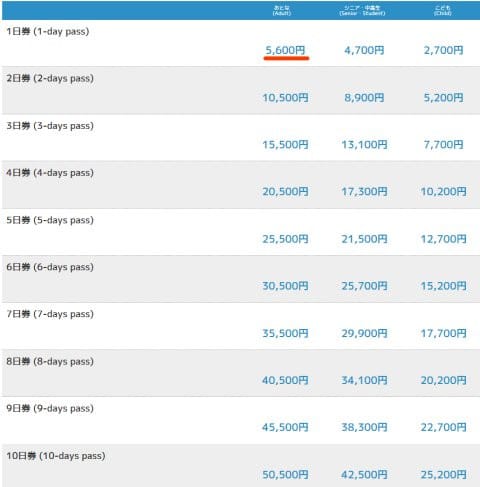 おとな シニア・中高生 こども
(Adult) (Senior・Student) (Child)
1日券 (1-day pass)
5,600円 4,700円 2,700円
2日券 (2-days pass)
10,500円 8,900円 5,200円
3日券 (3-days pass)
15,500円 13,100円 7,700円
4日券 (4-days pass)
20,500円 17,300円 10,200円
5日券 (5-days pass)
25,500円 21,500円 12,700円
6日券 (6-days pass)
30,500円 25,700円 15,200円
7日券 (7-days pass)
35,500円 29,900円 17,700円
8日券 (8-days pass)
40,500円 34,100円 20,200円
9日券 (9-days pass)
45,500円 38,300円 22,700円
10日券 (10-days pass)
50,500円 42,500円 25,200円